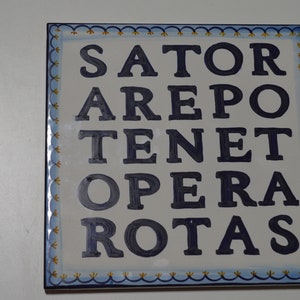 SATOR
AREPO
TENET
OPERA
ROTAS